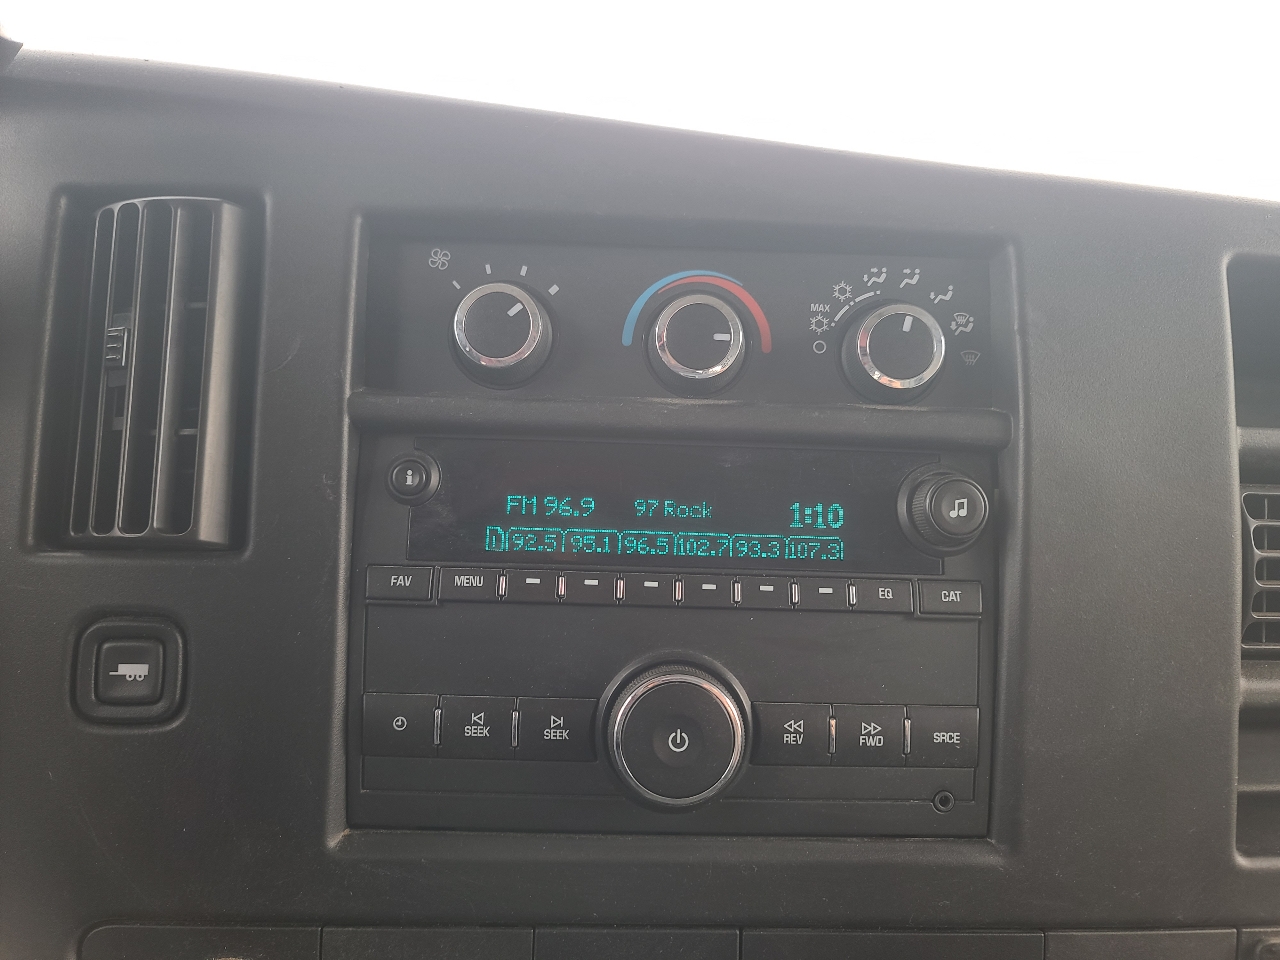 MAX
i
FM 96.9 97 Rock 1:10
1 92.5 95.1 96.5 102.7 93.3 107.3
FAV MENU EQ CAT
SEEK SEEK REV FWD SRCE